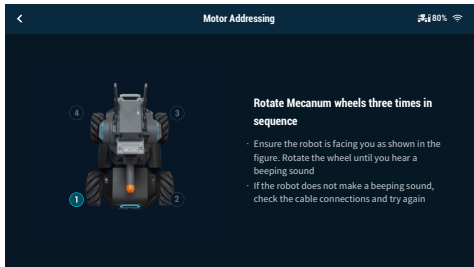 Motor Addressing
80%
4
3
1
2
Rotate Mecanum wheels three times in
sequence
· Ensure the robot is facing you as shown in the
figure. Rotate the wheel until you hear a
beeping sound
· If the robot does not make a beeping sound,
check the cable connections and try again